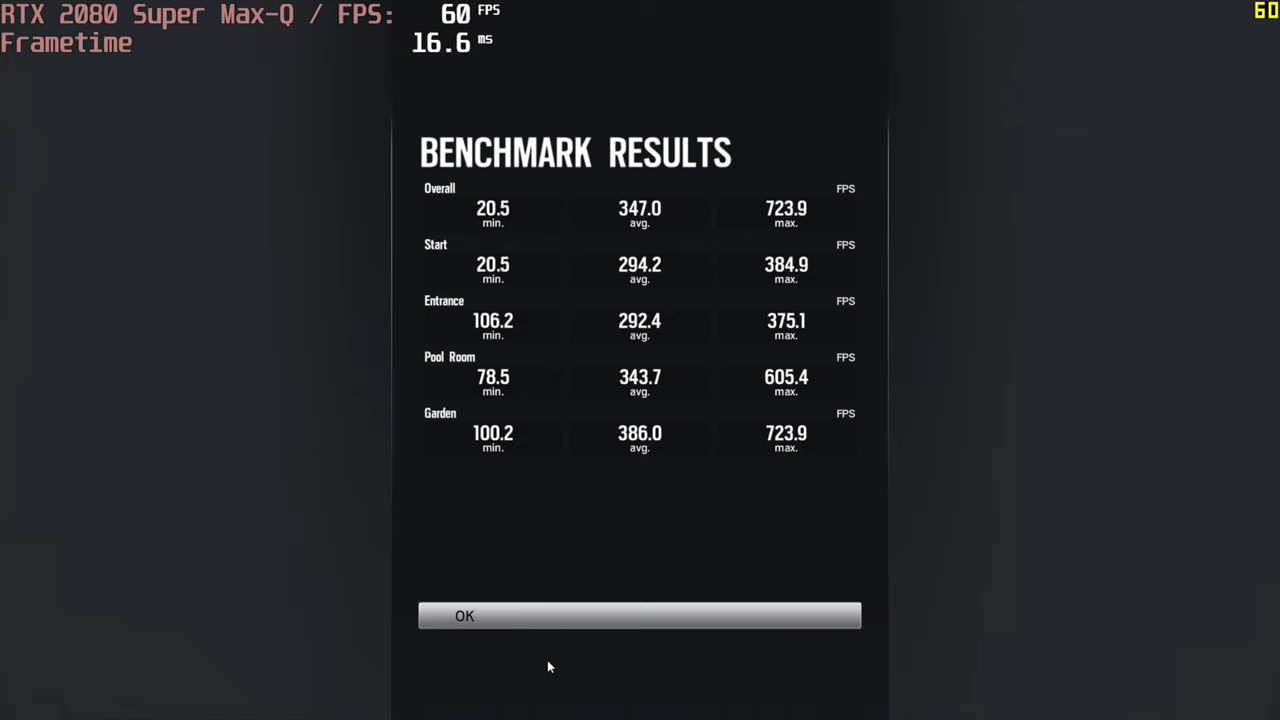 RTX 2080 Super Max-Q / FPS: 60 FPS 60
Frametime 16.6 ms
BENCHMARK RESULTS
Overall FPS
20.5 347.0 723.9
min. avg. max.
Start FPS
20.5 294.2 384.9
min. avg. max.
Entrance FPS
106.2 292.4 375.1
min. avg. max.
Pool Room FPS
78.5 343.7 605.4
min. avg. max.
Garden FPS
100.2 386.0 723.9
min. avg. max.
OK